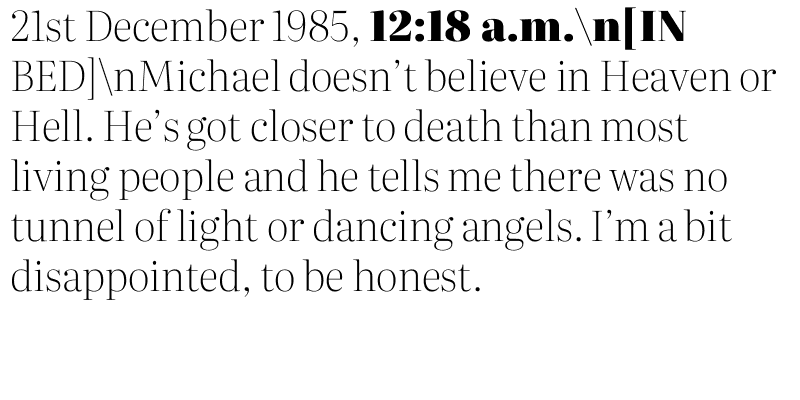 21st December 1985, 12:18 a.m.\n[IN
BED]\nMichael doesn’t believe in Heaven or
Hell. He’s got closer to death than most
living people and he tells me there was no
tunnel of light or dancing angels. I’m a bit
disappointed, to be honest.